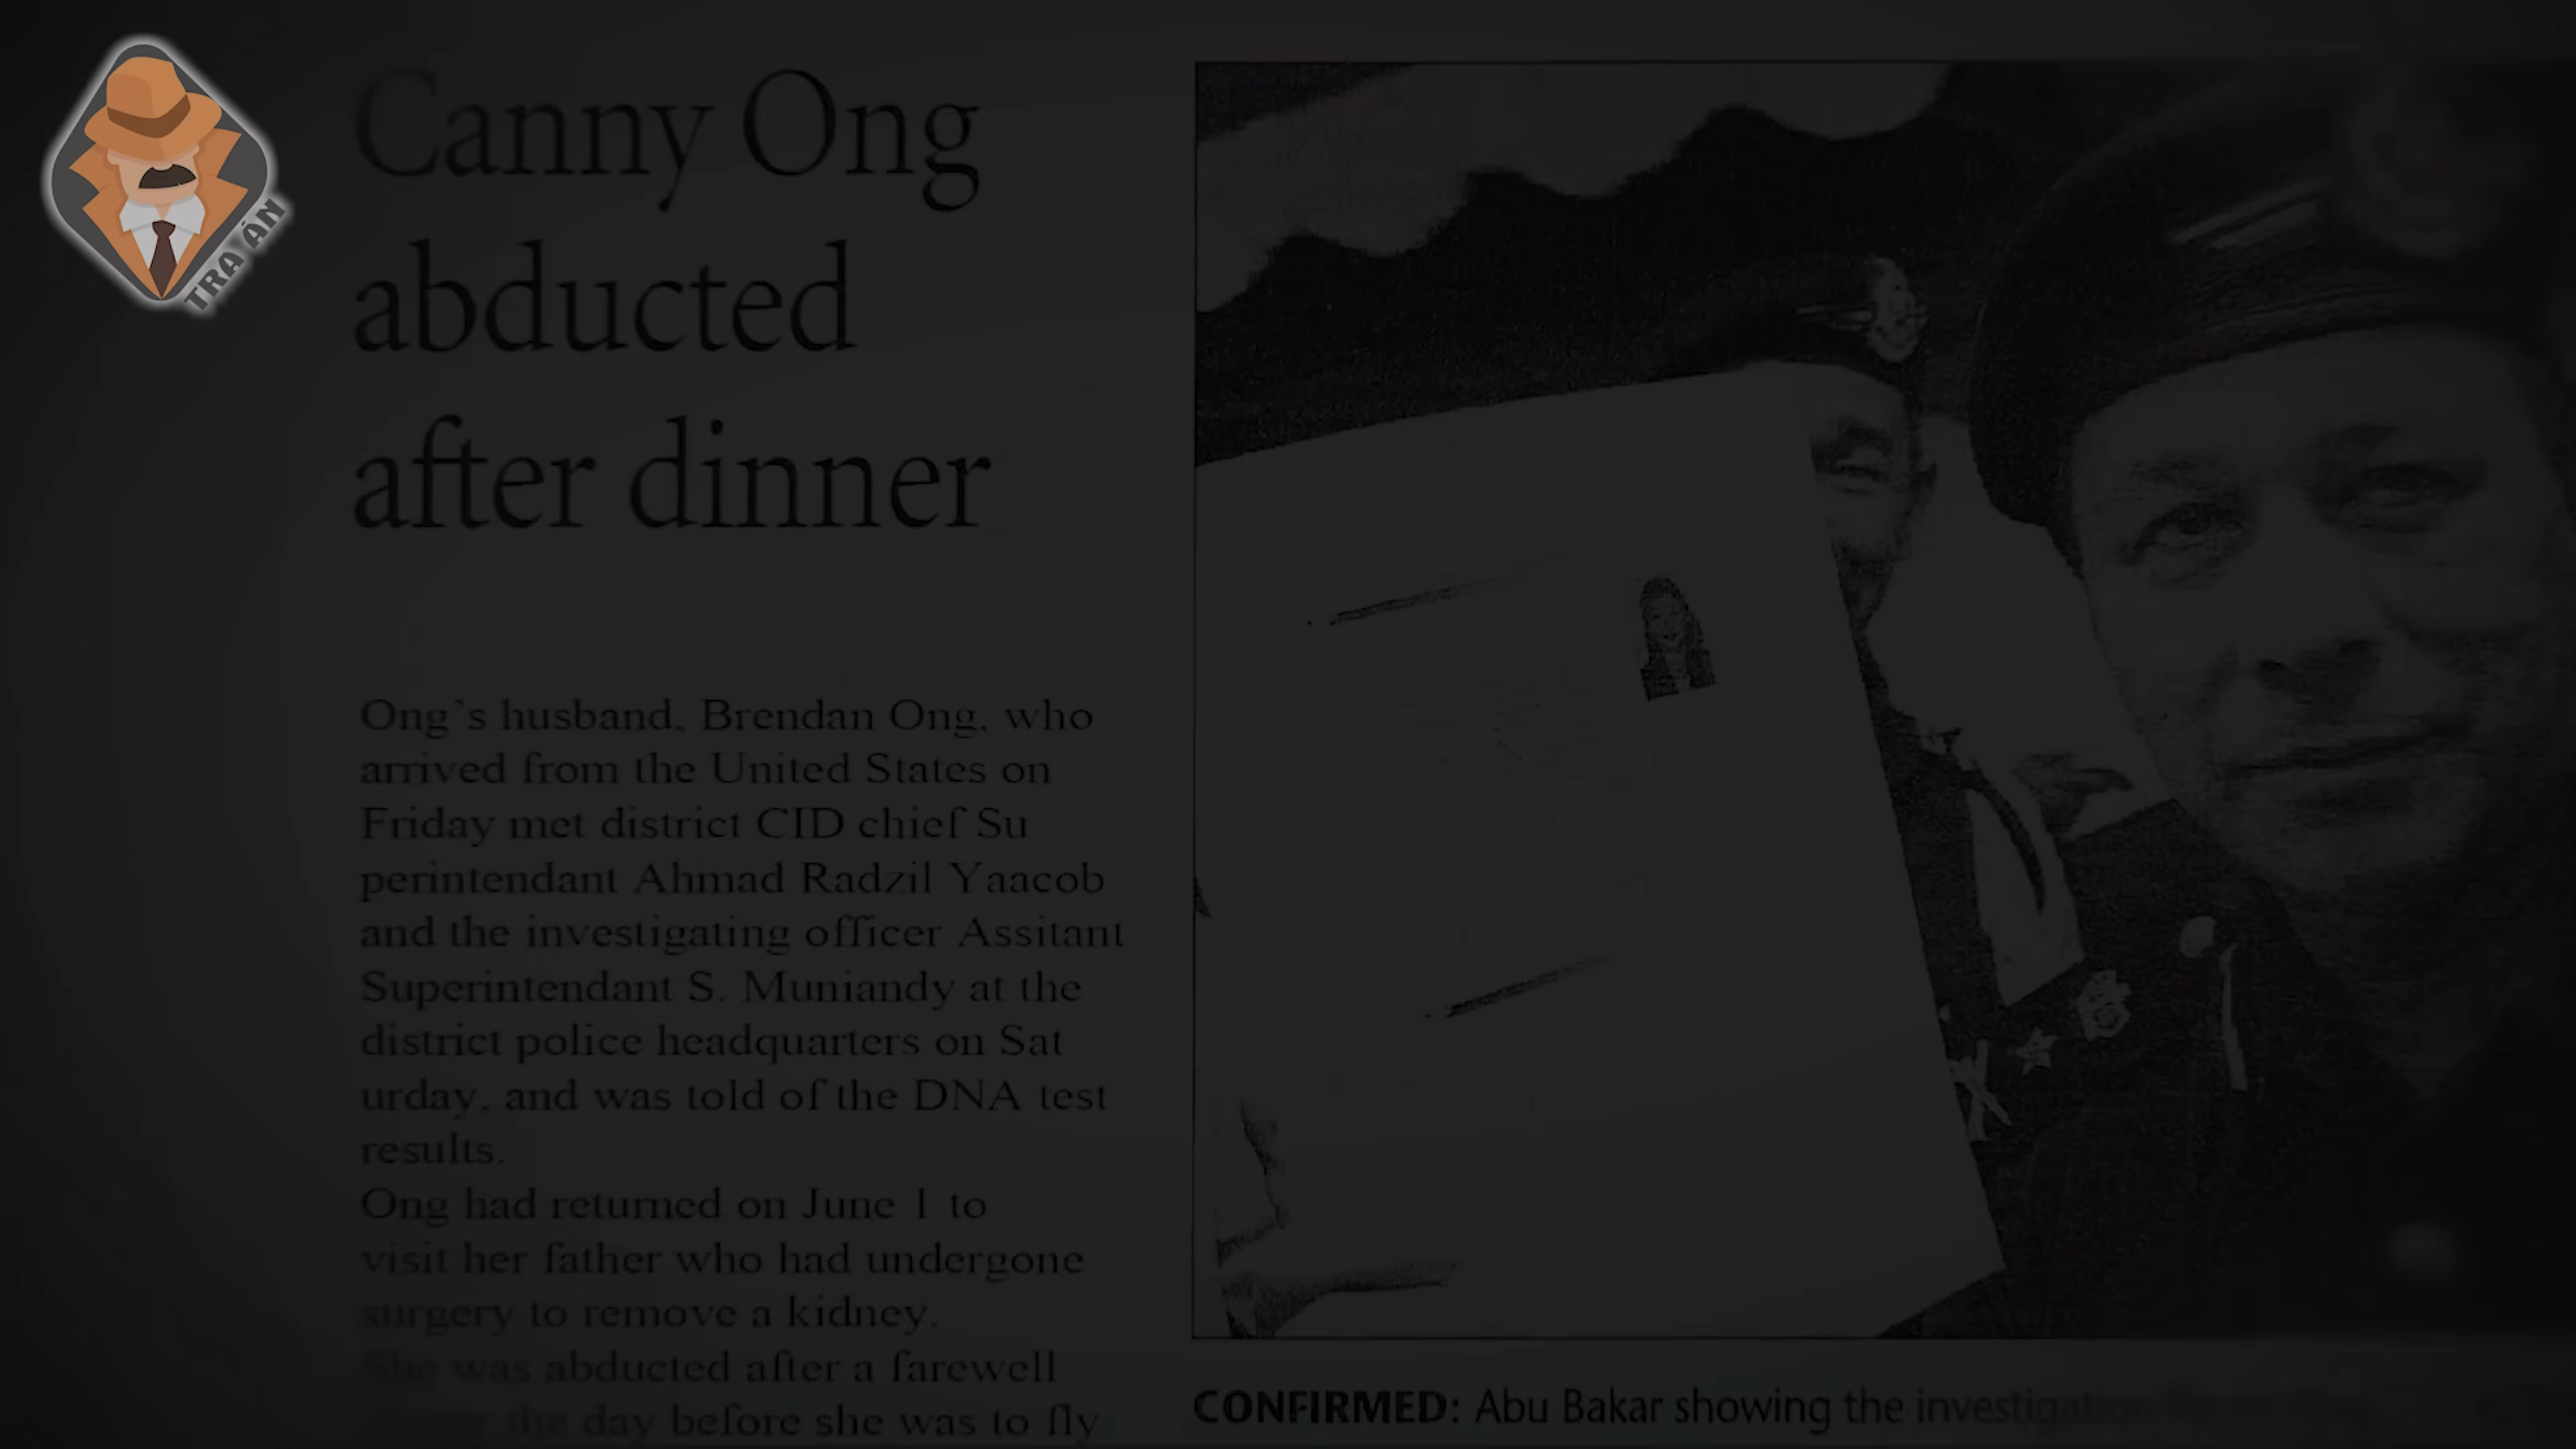 TRA ÁN
Canny Ong
abducted
after dinner
Ong`s husband, Brendan Ong, who
arrived from the United States on
Friday met district CID chief Su
perintendant Ahmad Radzil Yaacob
and the investigating officer Assitant
Superintendant S. Muniandy at the
district police headquarters on Sat
urday, and was told of the DNA test
results.
Ong had returned on June 1 to
visit her father who had undergone
surgery to remove a kidney.
She was abducted after a farewell
the day before she was to fly
CONFIRMED: Abu Bakar showing the investigation